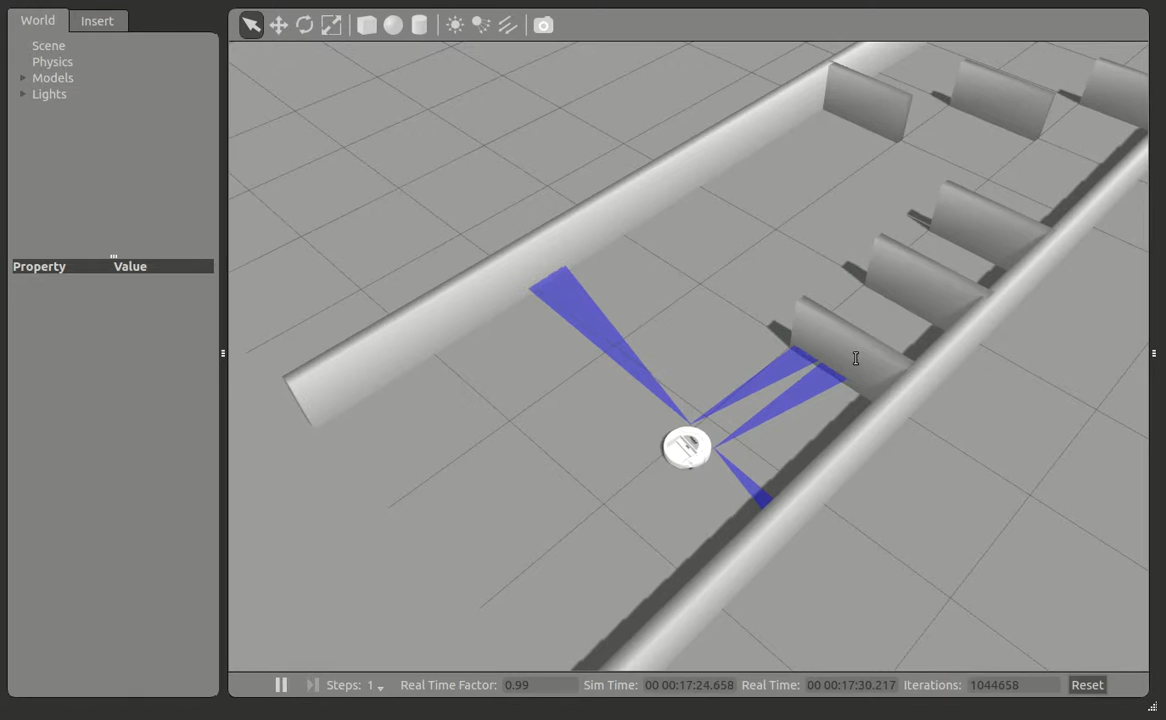 World
Insert
Scene
Physics
Models
Lights
Property Value
Steps: 1 Real Time Factor: 0.99 Sim Time: 00 00:17:24.658 Real Time: 00 00:17:30.217 Iterations: 1044658 Reset